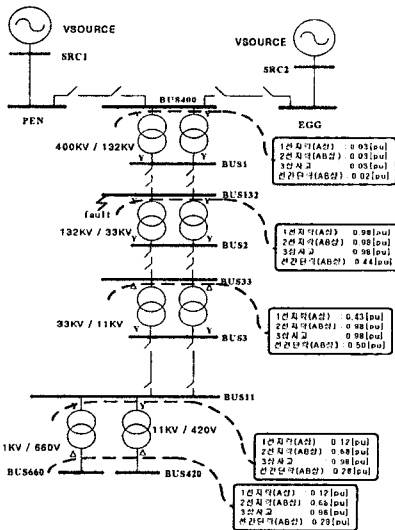 VSOURCE
SRC1
VSOURCE
SRC2
BUS400
PEN
EGG
400KV / 132KV
BUS1
1선지락(A상) : 0.03[pu]
2선지락(AB상) : 0.03[pu]
3상사고 : 0.03[pu]
선간단락(AB상) : 0.02[pu]
BUS132
fault
132KV / 33KV
BUS2
1선지락(A상) 0.98[pu]
2선지락(AB상) 0.98[pu]
3상사고 0.98[pu]
선간단락(AB상) : 0.44[pu]
BUS33
33KV / 11KV
BUS3
1선지락(A상) : 0.43[pu]
2선지락(AB상) : 0.98[pu]
3상사고 : 0.98[pu]
선간단락(AB상) : 0.50[pu]
BUS11
1KV / 660V
11KV / 420V
BUS660
BUS420
1선지락(A상) : 0.12[pu]
2선지락(AB상) : 0.68[pu]
3상사고 : 0.98[pu]
선간단락(AB상) : 0.28[pu]
1선지락(A상) : 0.12[pu]
2선지락(AB상) : 0.66[pu]
3상사고 : 0.96[pu]
선간단락(AB상) : 0.29[pu]